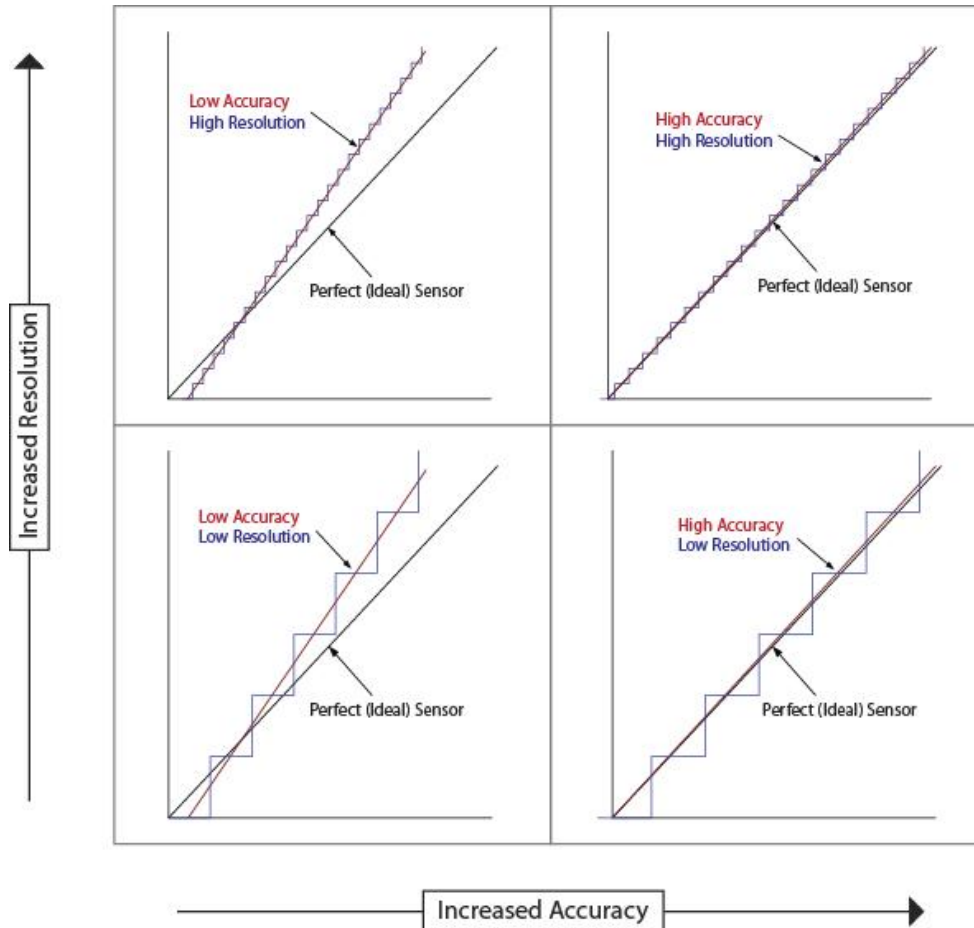 Low Accuracy
High Resolution
Perfect (Ideal) Sensor
High Accuracy
High Resolution
Perfect (Ideal) Sensor
Increased Resolution
Low Accuracy
Low Resolution
Perfect (Ideal) Sensor
High Accuracy
Low Resolution
Perfect (Ideal) Sensor
Increased Accuracy